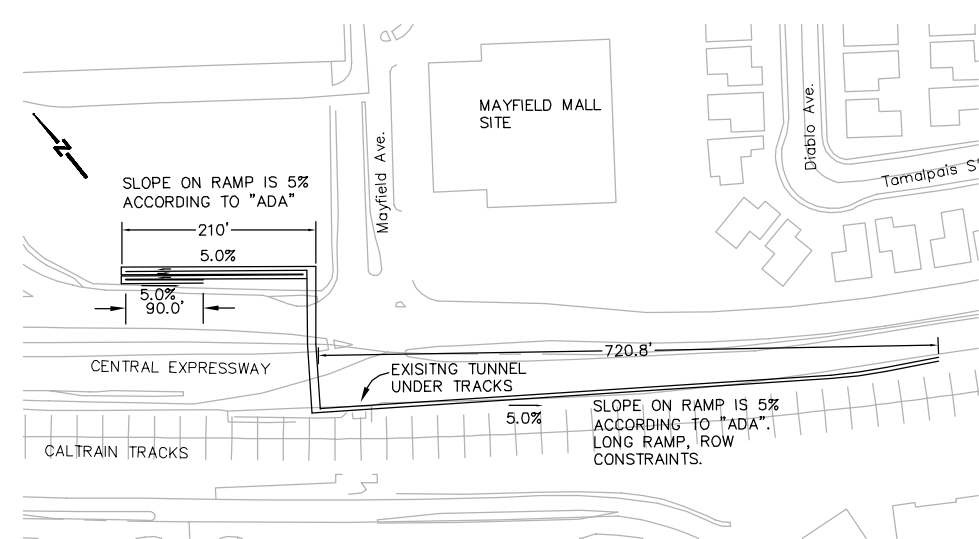 MAYFIELD MALL
SITE
Mayfield Ave.
Diablo Ave.
Tamalpais S
N
SLOPE ON RAMP IS 5%
ACCORDING TO "ADA"
210'
5.0%
5.0%
90.0'
720.8'
CENTRAL EXPRESSWAY
EXISITNG TUNNEL
UNDER TRACKS
5.0%
SLOPE ON RAMP IS 5%
ACCORDING TO "ADA".
LONG RAMP, ROW
CONSTRAINTS.
CALTRAIN TRACKS